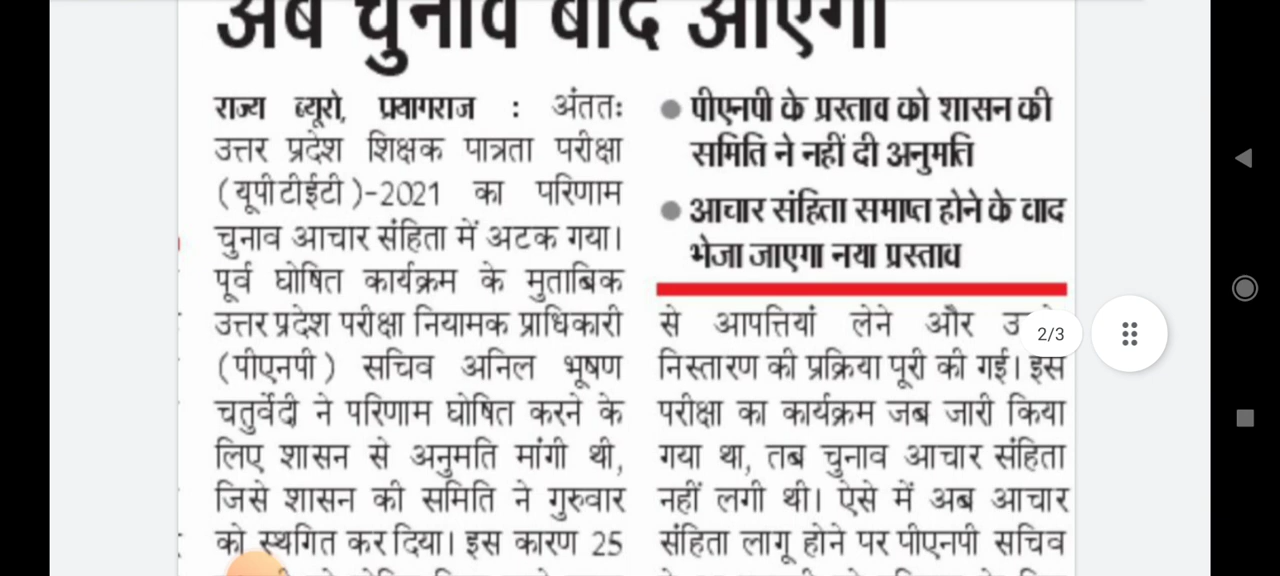 अब चुनाव बाद आएगा
राज्य ब्यूरो, प्रयागराज : अंततः
उत्तर प्रदेश शिक्षक पात्रता परीक्षा
(यूपीटीईटी)-2021 का परिणाम
चुनाव आचार संहिता में अटक गया।
पूर्व घोषित कार्यक्रम के मुताबिक
उत्तर प्रदेश परीक्षा नियामक प्राधिकारी
(पीएनपी) सचिव अनिल भूषण
चतुर्वेदी ने परिणाम घोषित करने के
लिए शासन से अनुमति मांगी थी,
जिसे शासन की समिति ने गुरुवार
को स्थगित कर दिया। इस कारण 25
● पीएनपी के प्रस्ताव को शासन की
समिति ने नहीं दी अनुमति
● आचार संहिता समाप्त होने के बाद
भेजा जाएगा नया प्रस्ताव
से आपत्तियां लेने और
निस्तारण की प्रक्रिया पूरी की गई। इस
परीक्षा का कार्यक्रम जब जारी किया
गया था, तब चुनाव आचार संहिता
नहीं लगी थी। ऐसे में अब आचार
संहिता लागू होने पर पीएनपी सचिव
2/3